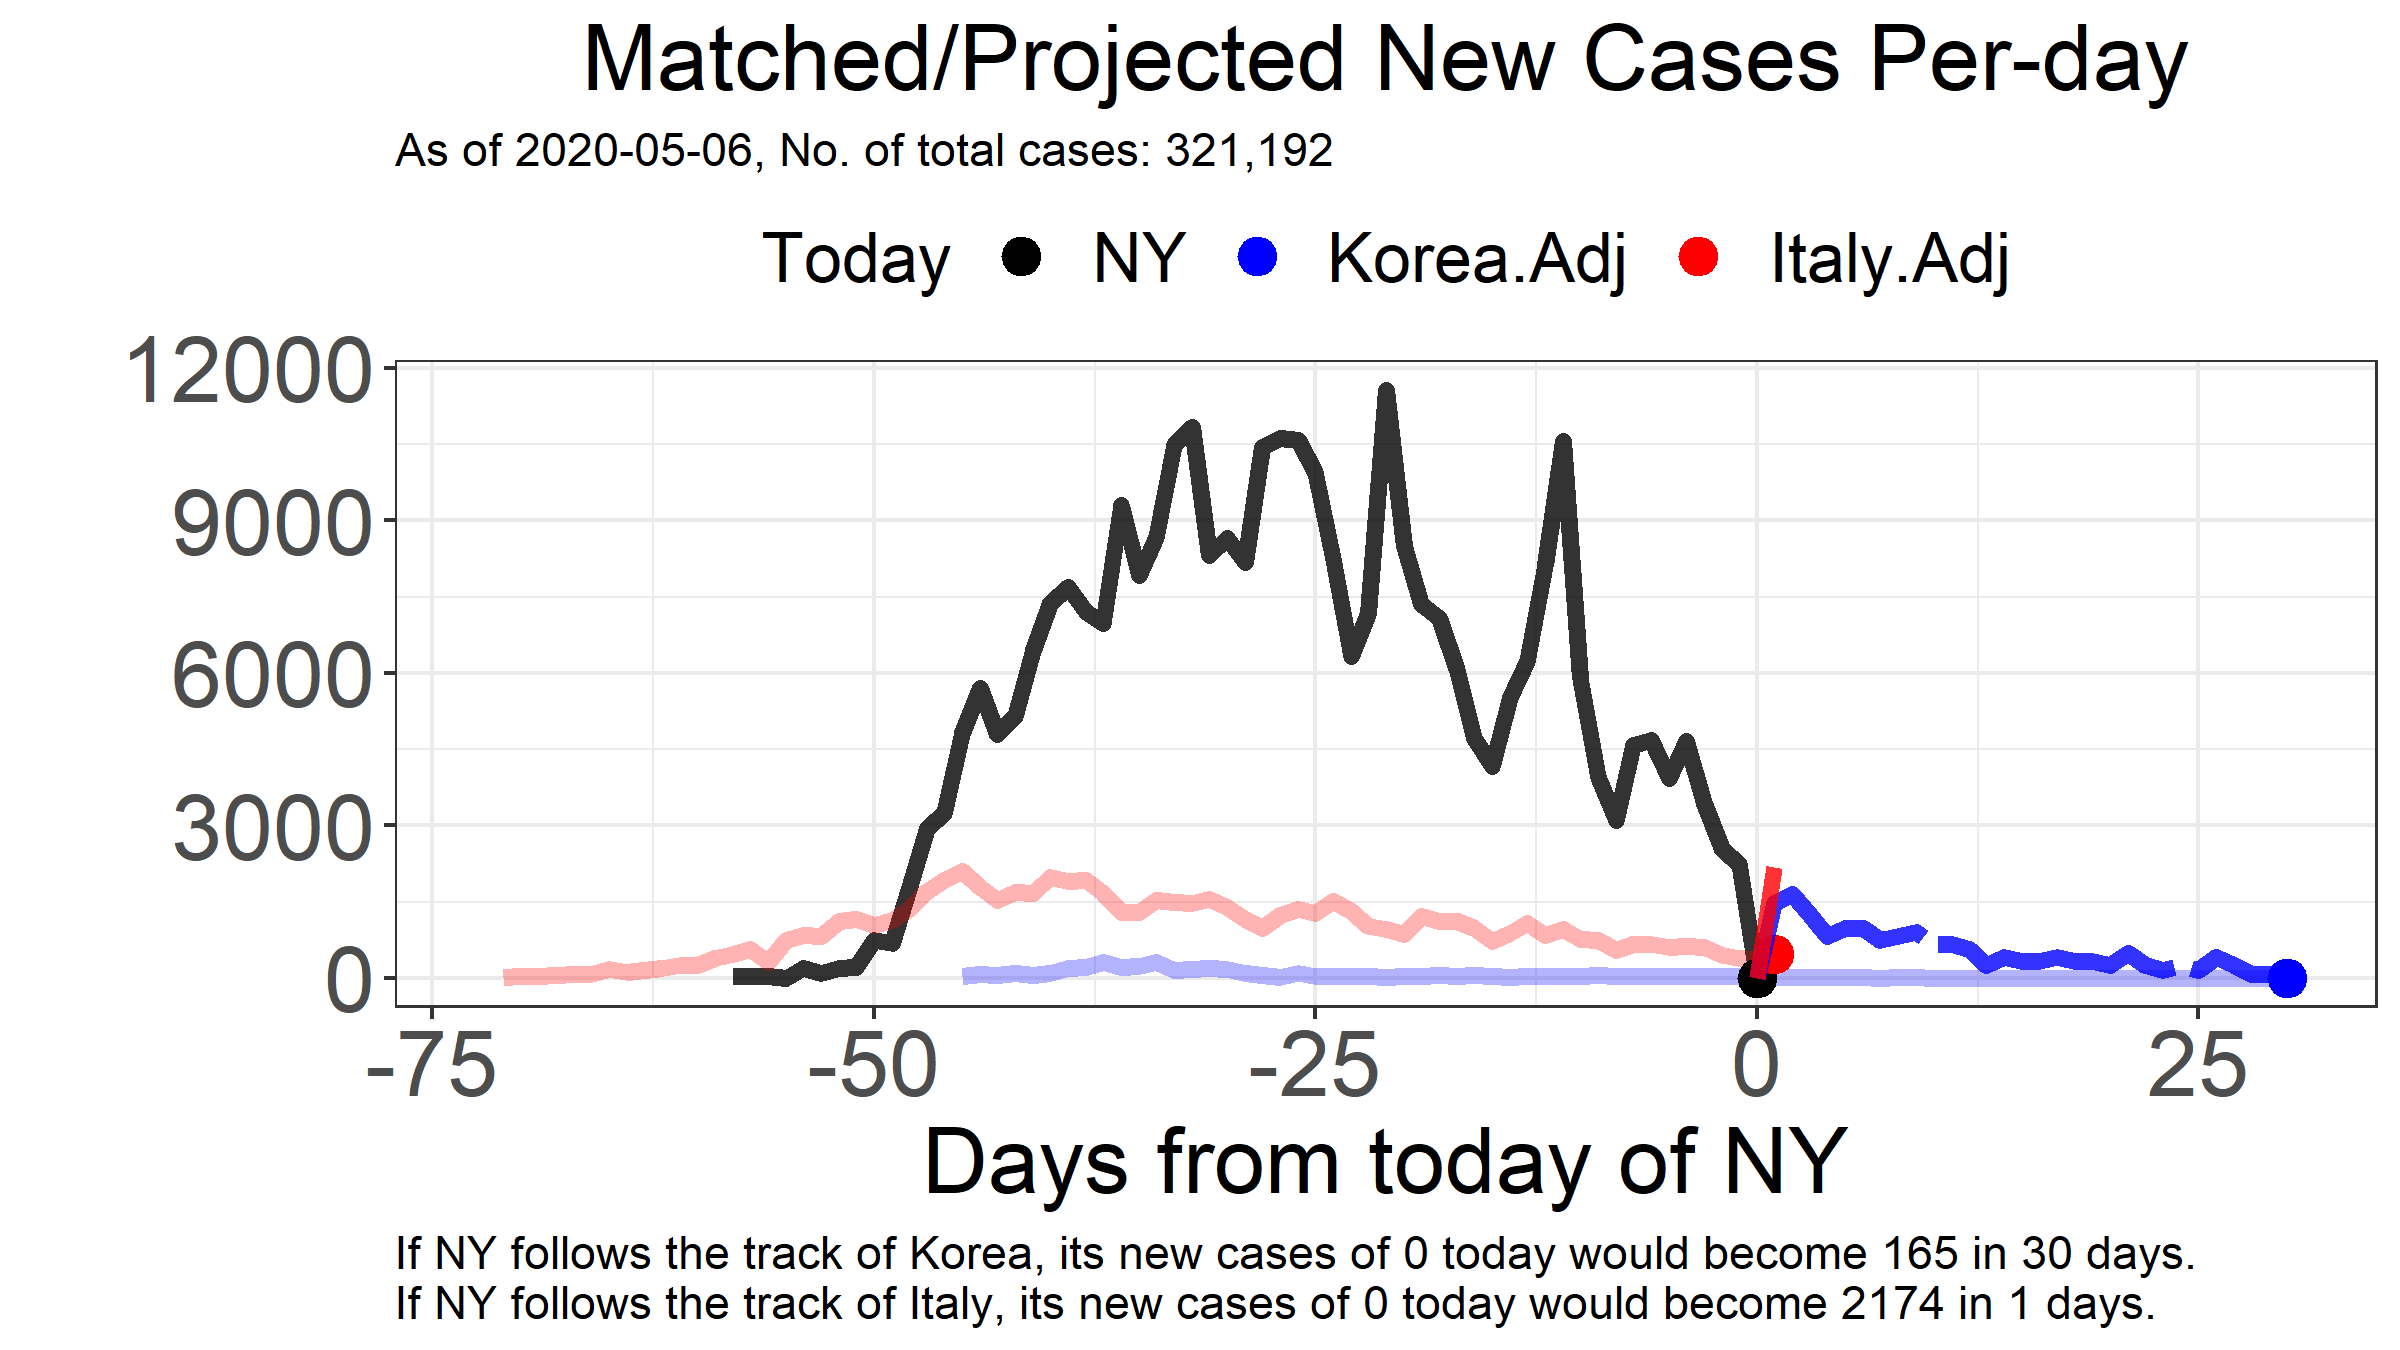 Matched/Projected New Cases Per-day
As of 2020-05-06, No. of total cases: 321,192
Today NY Korea.Adj Italy.Adj
12000
9000
6000
3000
0
-75 -50 -25 0 25
Days from today of NY
If NY follows the track of Korea, its new cases of 0 today would become 165 in 30 days.
If NY follows the track of Italy, its new cases of 0 today would become 2174 in 1 days.